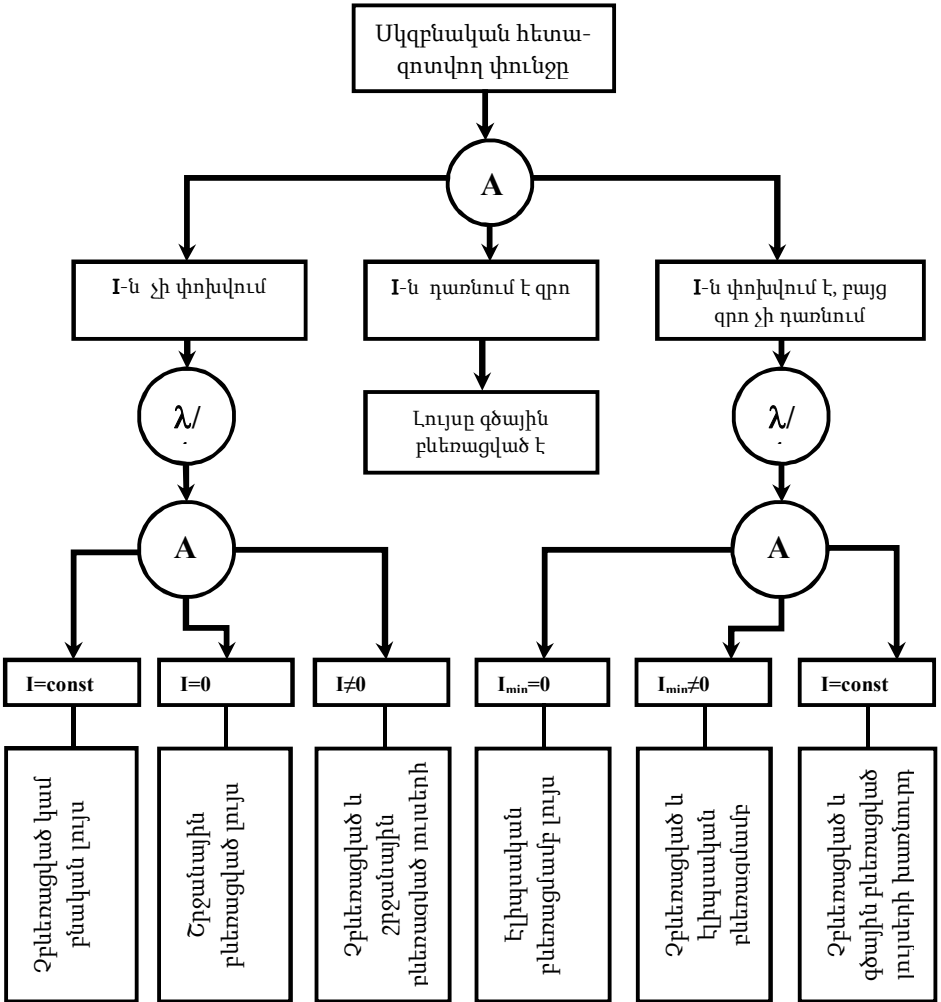 Սկզբնական հետա-
զոտվող փունջը
A
I-ն չի փոխվում
I-ն դառնում է զրո
I-ն փոխվում է, բայց
զրո չի դառնում
λ/
Լույսը գծային
բևեռացված է
λ/
A
A
I=const
I=0
I≠0
Imin=0
Imin≠0
I=const
Չբևեռացված կամ
բնական լույս
Շրջանային
բևեռացված լույս
Չբևեռացված և
շրջանային
բևեռացված լույսերի
Էլիպսական
բևեռացմամբ լույս
Չբևեռացված և
էլիպսական
բևեռացմամբ
Չբևեռացված և
գծային բևեռացված
լույսերի խառնուրդ